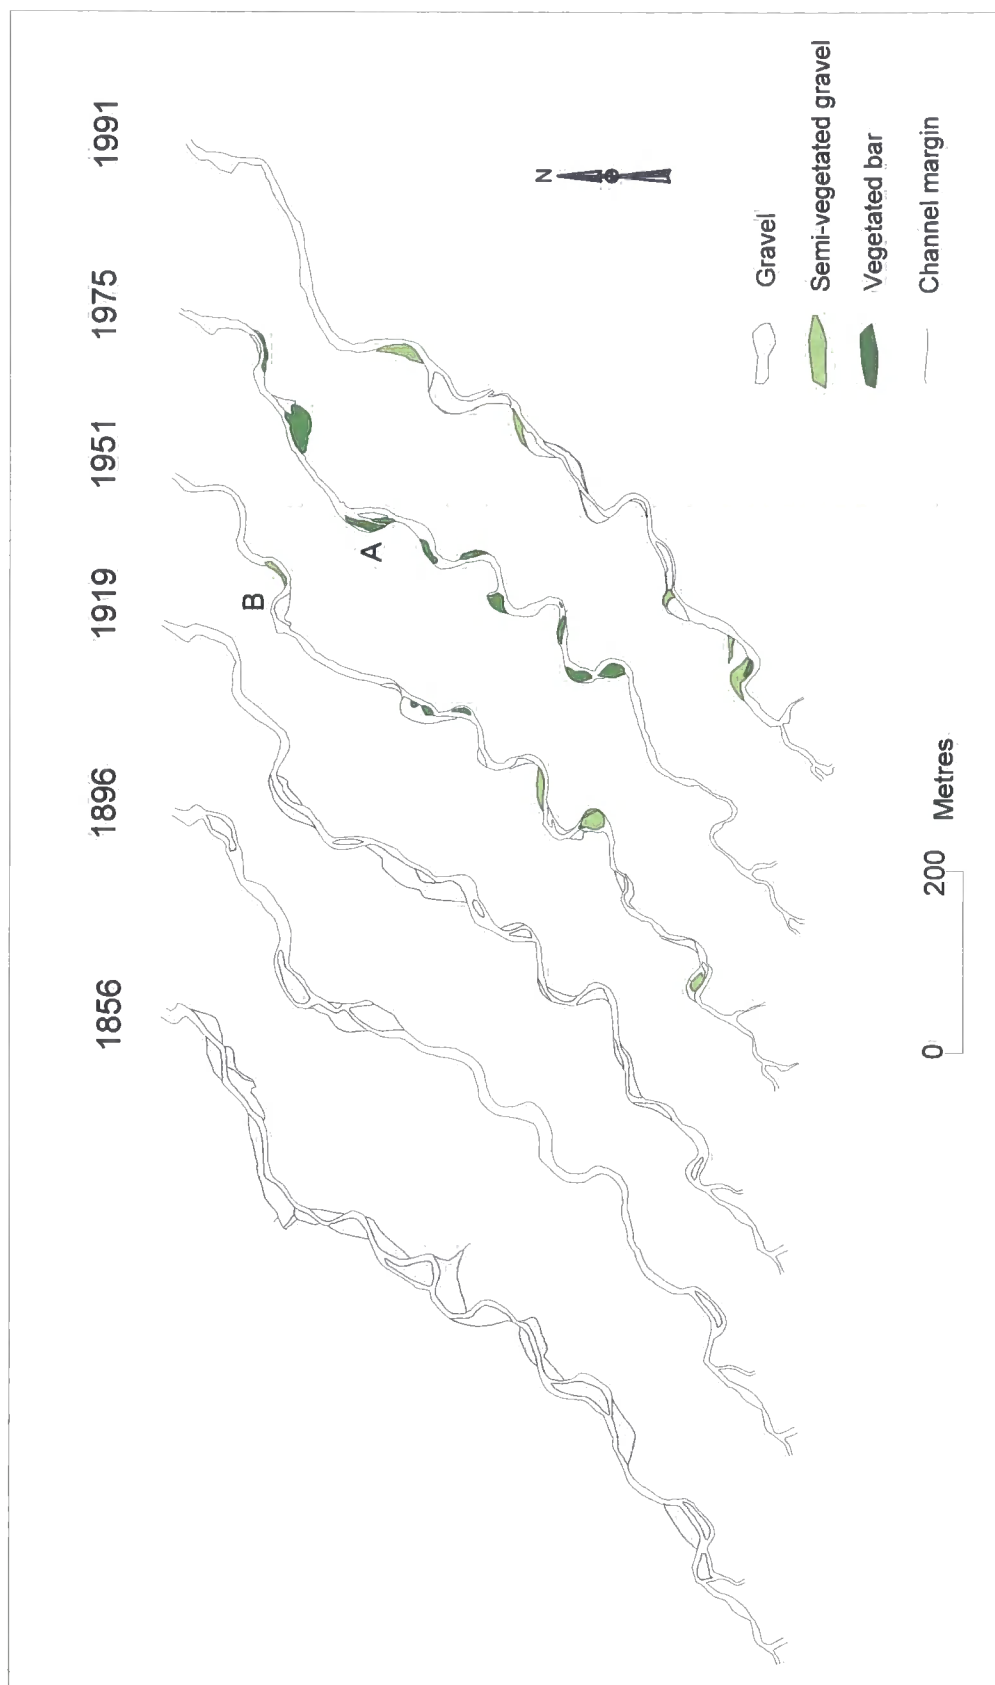 1856
1896
1919
1951
1975
1991
B
A
N
Gravel
Semi-vegetated gravel
Vegetated bar
Channel margin
0 200 Metres